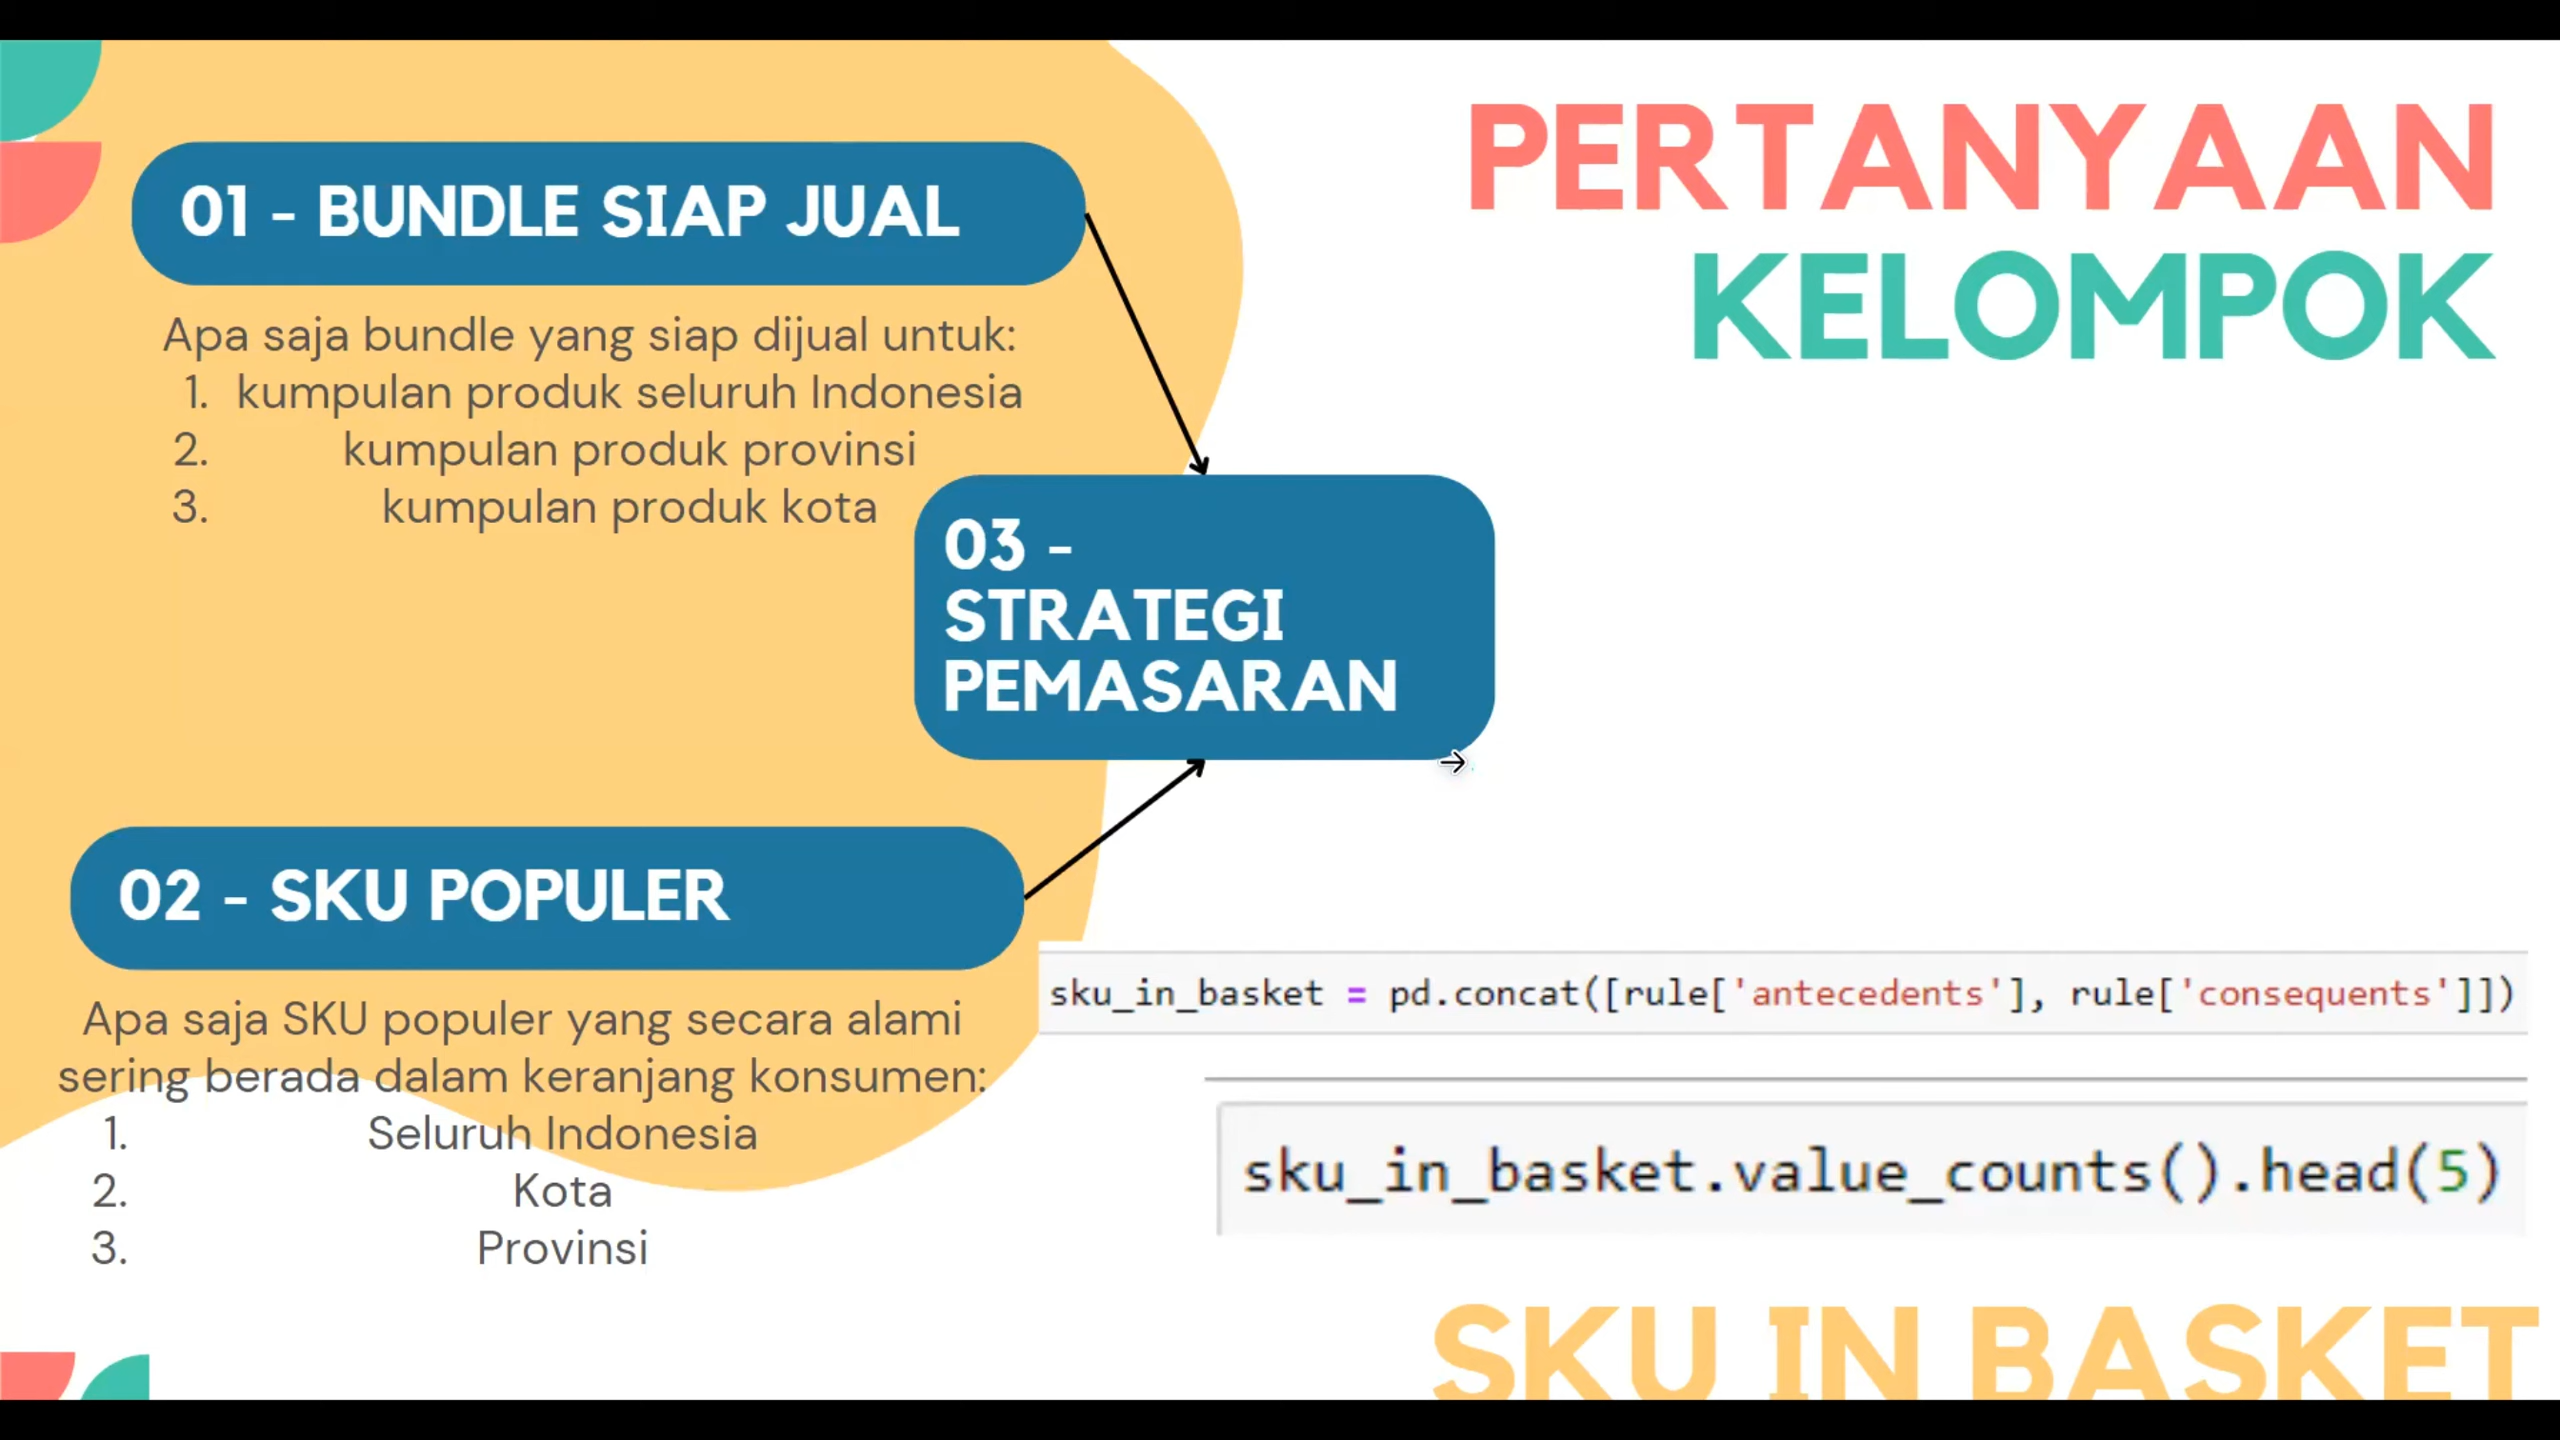 PERTANYAAN
KELOMPOK
01 - BUNDLE SIAP JUAL
Apa saja bundle yang siap dijual untuk:
1. kumpulan produk seluruh Indonesia
2. kumpulan produk provinsi
3. kumpulan produk kota
03 -
STRATEGI
PEMASARAN
02 - SKU POPULER
Apa saja SKU populer yang secara alami
sering berada dalam keranjang konsumen:
1. Seluruh Indonesia
2. Kota
3. Provinsi
sku_in_basket = pd.concat([rule['antecedents'], rule['consequents']])
sku_in_basket.value_counts().head(5)
SKU IN BASKET